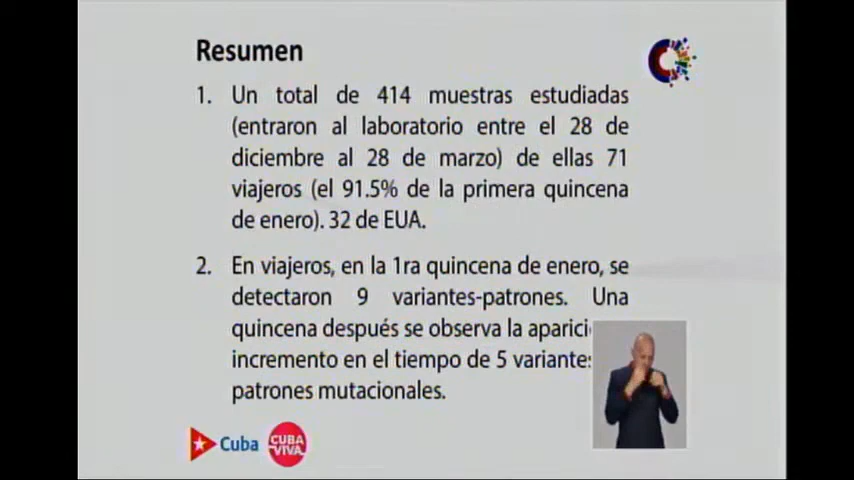 Resumen
1. Un total de 414 muestras estudiadas
(entraron al laboratorio entre el 28 de
diciembre al 28 de marzo) de ellas 71
viajeros (el 91.5% de la primera quincena
de enero). 32 de EUA.
2. En viajeros, en la 1ra quincena de enero, se
detectaron 9 variantes-patrones. Una
quincena después se observa la
incremento en el tiempo de 5
patrones mutacionales.
Cuba
CUBA
VIVA